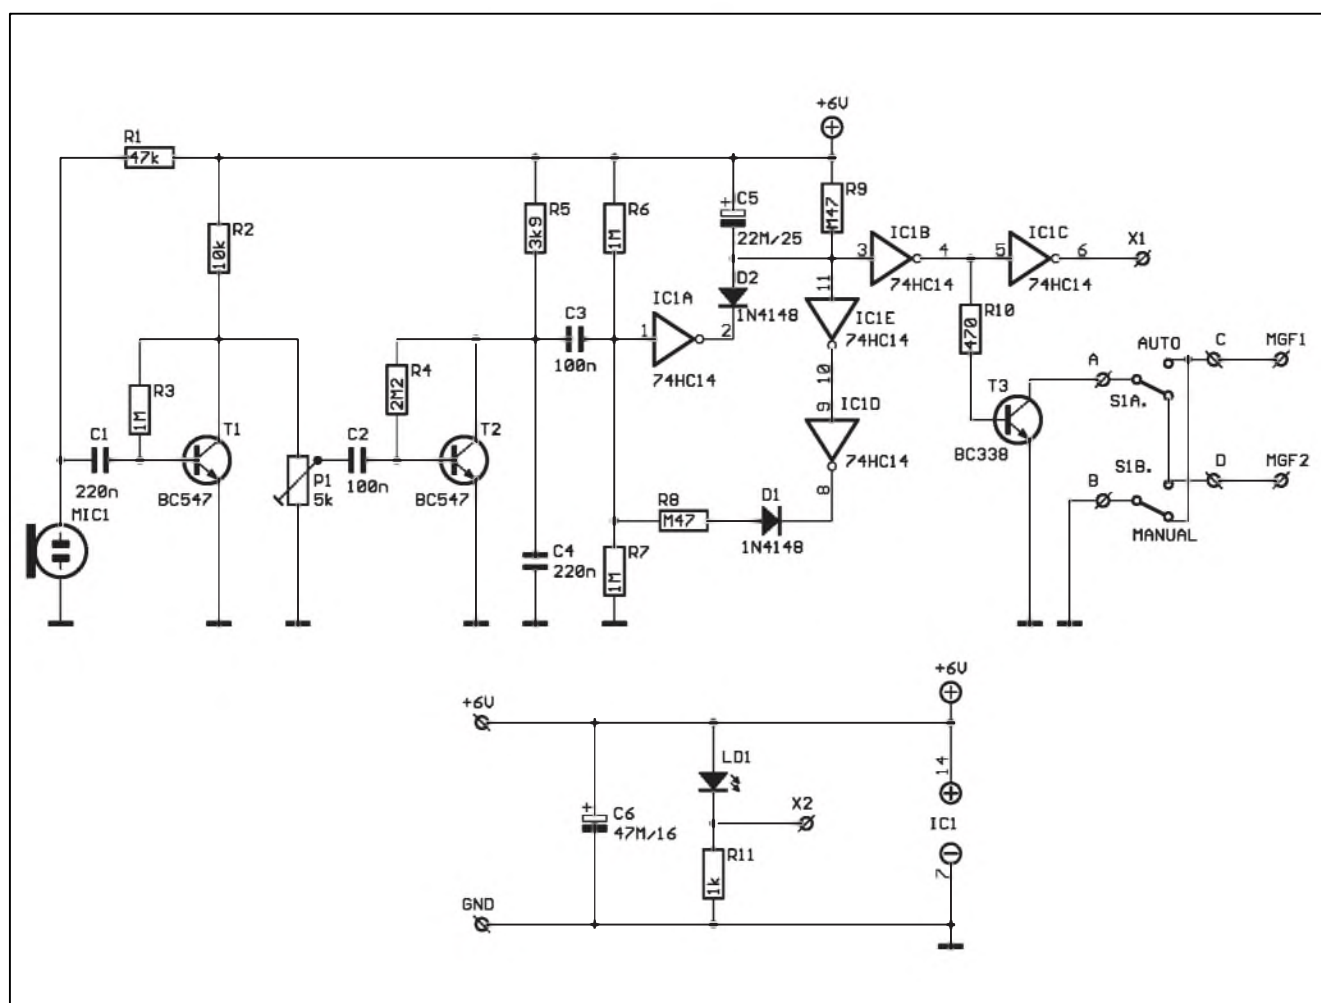 +6V
R1
47k
R2
10k
R3
1M
C1
220n
MIC1
T1
BC547
P1
5k
C2
100n
R4
2M2
T2
BC547
R5
3k9
C3
100n
C4
220n
R6
1M
R7
1M
1
IC1A
2
74HC14
C5
+
22M/25
D2
1N4148
R9
M47
11
IC1E
74HC14
10
9
IC1D
74HC14
8
R8
M47
D1
1N4148
3
IC1B
4
74HC14
5
IC1C
6
74HC14
X1
R10
470
T3
BC338
A
B
AUTO
S1A.
S1B.
MANUAL
C
MGF1
D
MGF2
+6V
+6V
GND
+
C6
47M/16
LD1
X2
R11
1k
14
IC1
7